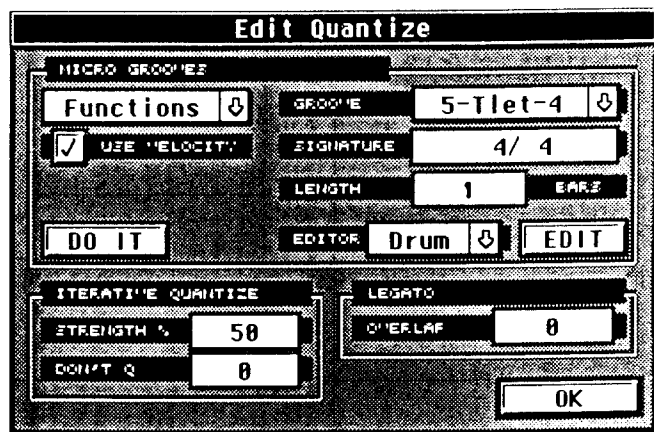 Edit Quantize
MICRO GROOVES
Functions
GROOVE 5-Tlet-4
USE VELOCITY
SIGNATURE 4/ 4
LENGTH 1 BARS
DO IT
EDITOR Drum EDIT
ITERATIVE QUANTIZE
STRENGTH % 50
DON'T Q 0
LEGATO
OVERLAP 0
OK